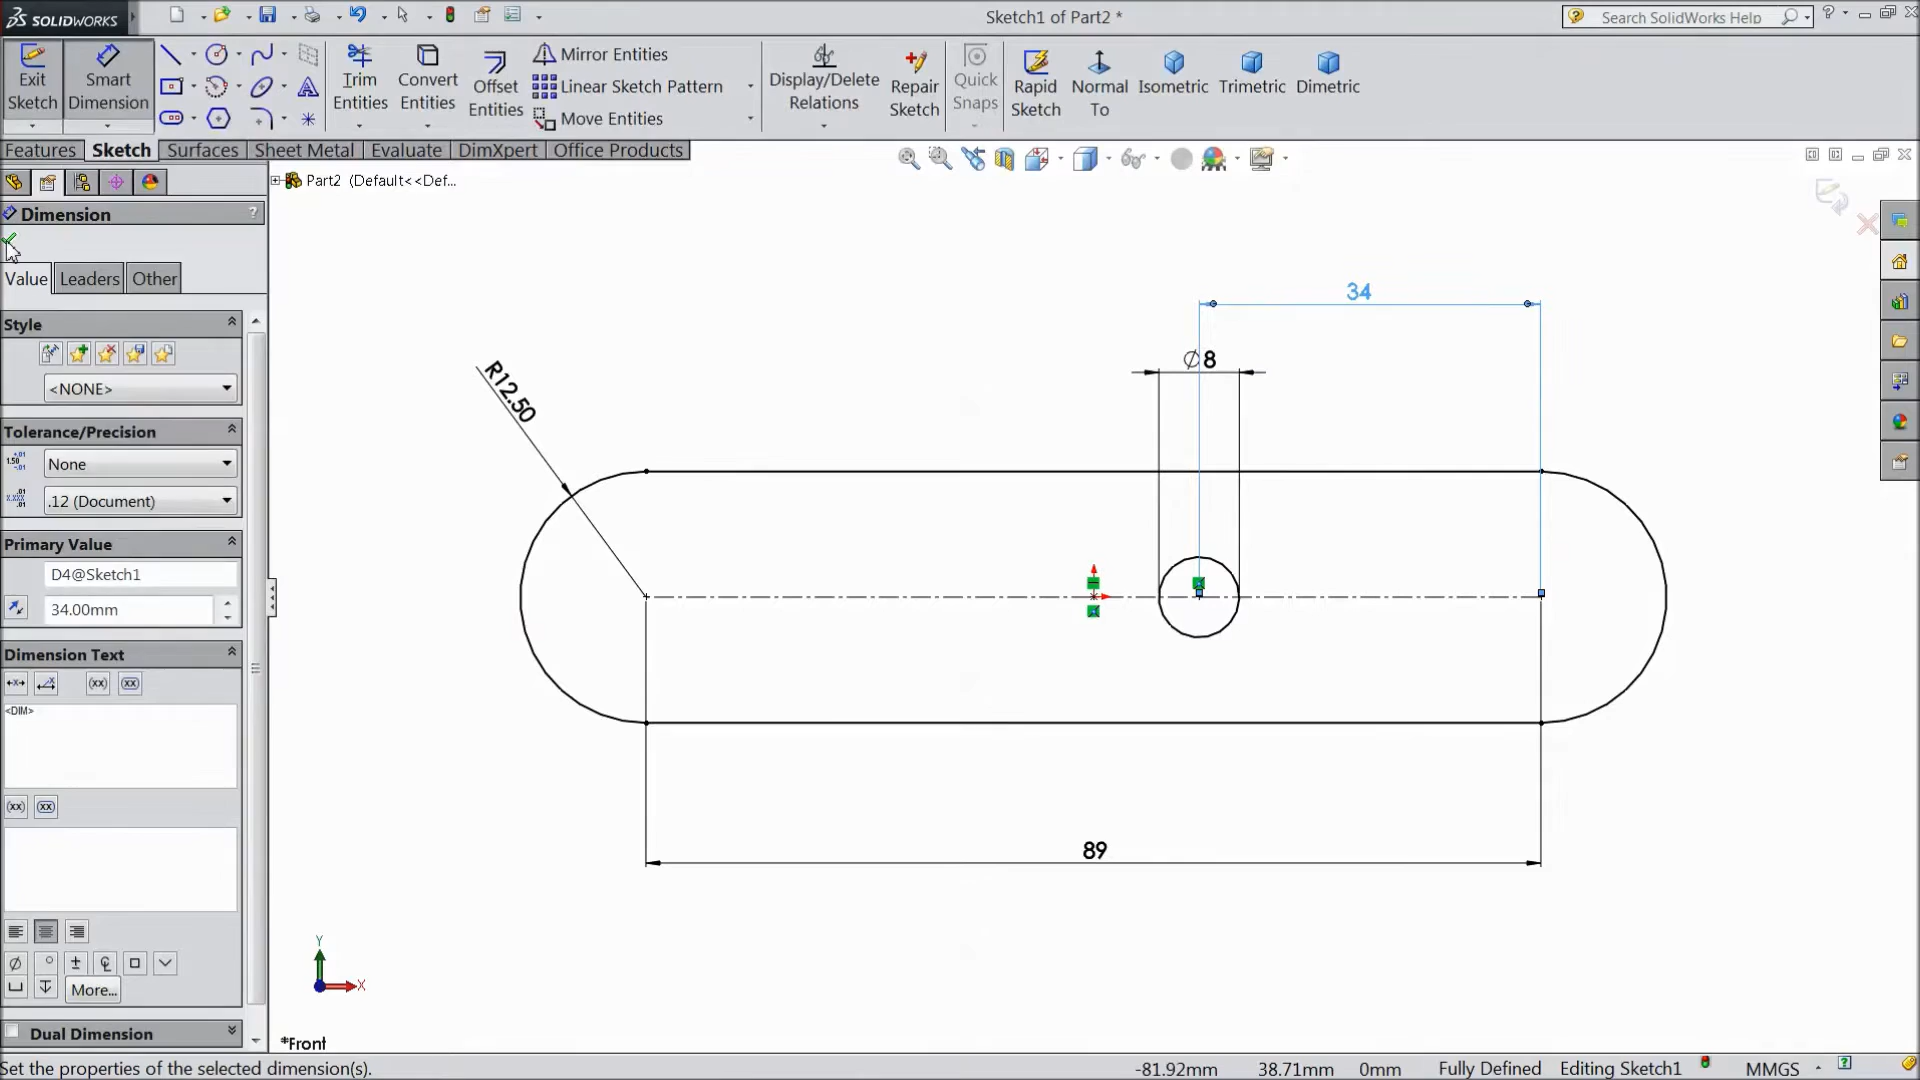 SOLIDWORKS
Sketch1 of Part2 *
Search SolidWorks Help
Exit Sketch
Smart Dimension
Trim Entities
Convert Entities
Offset Entities
Mirror Entities
Linear Sketch Pattern
Move Entities
Display/Delete Relations
Repair Sketch
Quick Snaps
Rapid Sketch
Normal To
Isometric
Trimetric
Dimetric
Features
Sketch
Surfaces
Sheet Metal
Evaluate
DimXpert
Office Products
Part2 (Default<<Def...
Dimension
?
Value
Leaders
Other
Style
<NONE>
Tolerance/Precision
None
.12 (Document)
Primary Value
D4@Sketch1
34.00mm
Dimension Text
(xx)
<DIM>
(xx)
More...
Dual Dimension
34
∅8
R12.50
89
Y
X
*Front
Set the properties of the selected dimension(s).
-81.92mm
38.71mm
0mm
Fully Defined
Editing Sketch1
MMGS